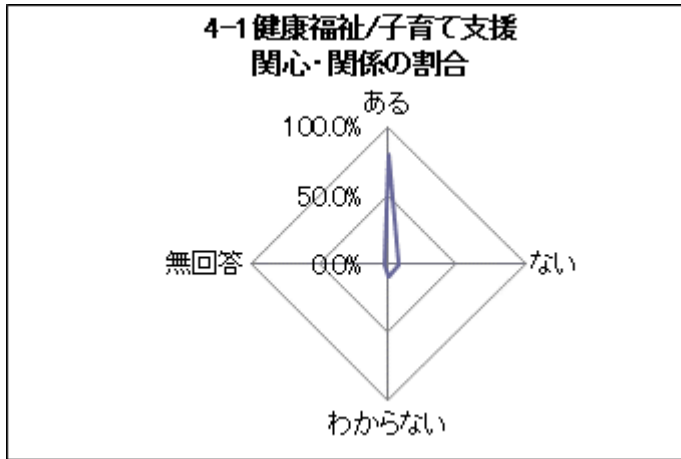 4-1健康福祉/子育て支援
関心・関係の割合
ある
100.0%
50.0%
無回答
0.0%
ない
わからない